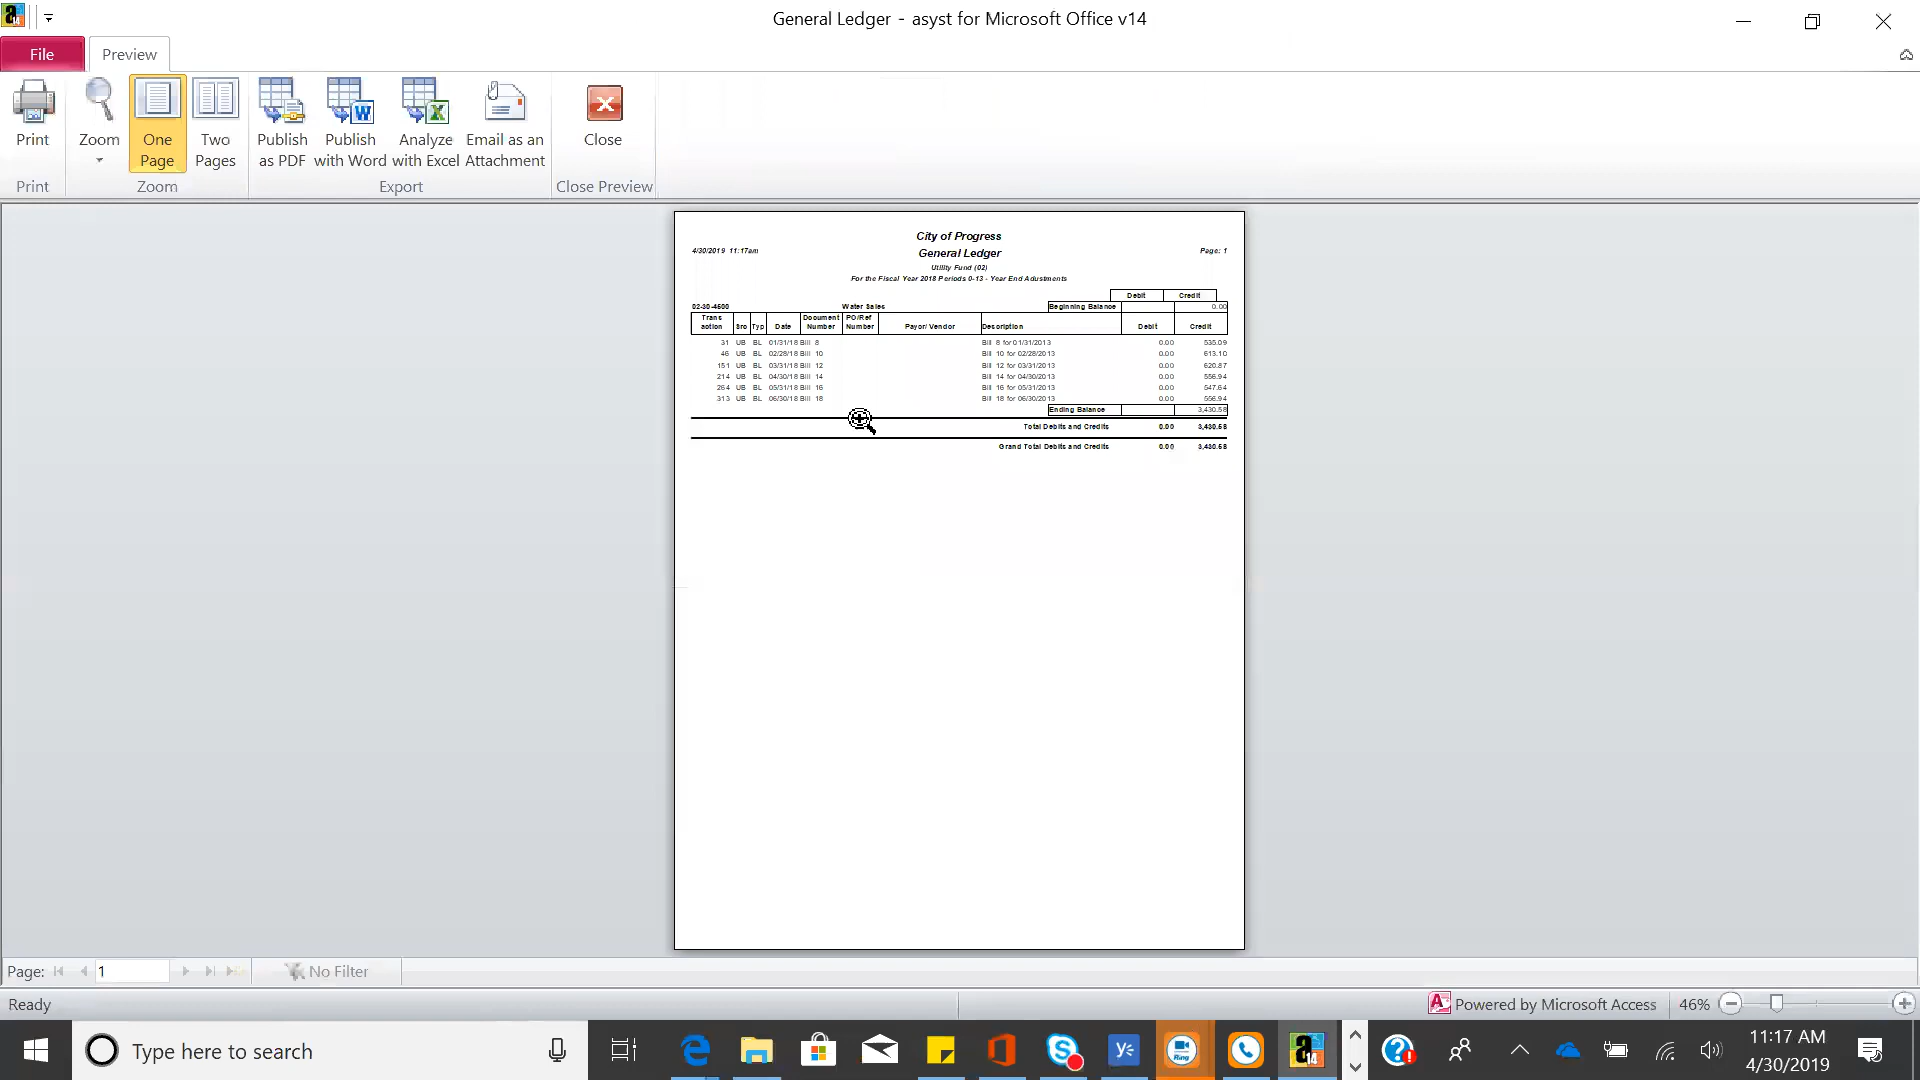 General Ledger - asyst for Microsoft Office v14
File Preview
Print Zoom One Page Two Pages Publish as PDF Publish with Word Analyze with Excel Email as an Attachment Close
Print Zoom Export Close Preview
City of Progress
4/30/2019 11:17am General Ledger Page: 1
Utility Fund (02)
For the Fiscal Year 2018 Periods 0-13 - Year End Adustments
Debit Credit
02-30-4600 Water Sales Beginning Balance 0.00
Trans action Src Typ Date Document Number PO/Ref Number Payor/ Vendor Description Debit Credit
31 UB BL 01/31/18 Bill 8 Bill 8 for 01/31/2013 0.00 535.09
46 UB BL 02/28/18 Bill 10 Bill 10 for 02/28/2013 0.00 613.10
151 UB BL 03/31/18 Bill 12 Bill 12 for 03/31/2013 0.00 620.87
214 UB BL 04/30/18 Bill 14 Bill 14 for 04/30/2013 0.00 556.94
264 UB BL 05/31/18 Bill 16 Bill 16 for 05/31/2013 0.00 547.64
313 UB BL 06/30/18 Bill 18 Bill 18 for 06/30/2013 0.00 556.94
Ending Balance 3,430.58
Total Debits and Credits 0.00 3,430.58
Grand Total Debits and Credits 0.00 3,430.58
Page: 1 No Filter
Ready Powered by Microsoft Access 46%
Type here to search 11:17 AM
4/30/2019